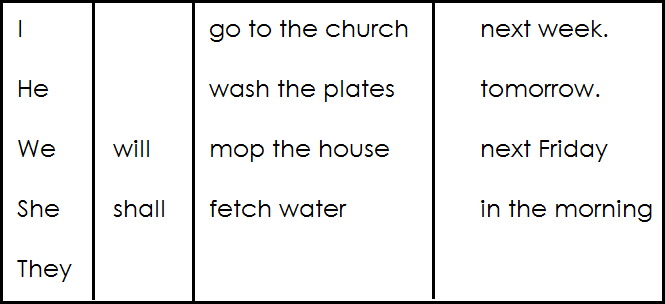 I go to the church next week.
He wash the plates tomorrow.
We will mop the house next Friday
She shall fetch water in the morning
They